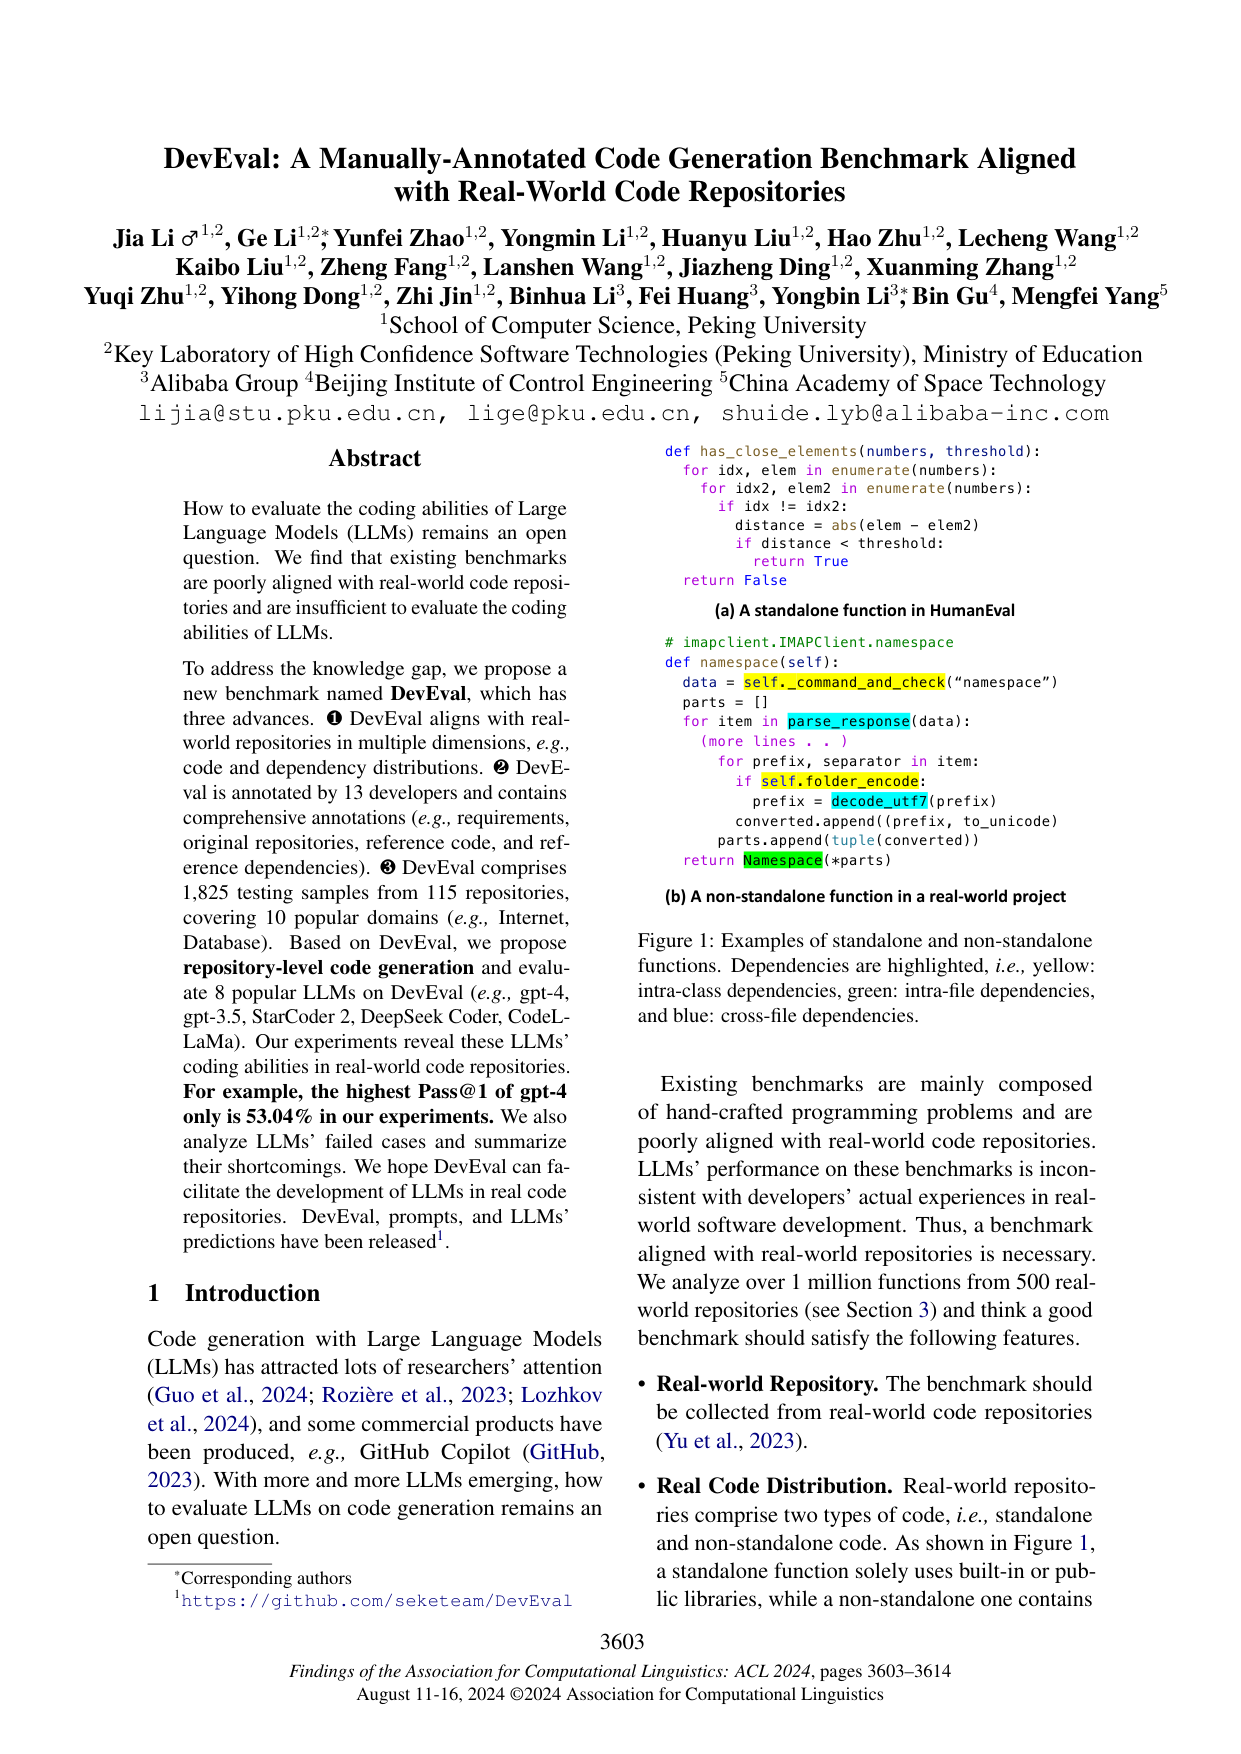 DevEval: A Manually-Annotated Code Generation Benchmark Aligned
with Real-World Code Repositories
Jia Li ♂1,2, Ge Li1,2*, Yunfei Zhao1,2, Yongmin Li1,2, Huanyu Liu1,2, Hao Zhu1,2, Lecheng Wang1,2
Kaibo Liu1,2, Zheng Fang1,2, Lanshen Wang1,2, Jiazheng Ding1,2, Xuanming Zhang1,2
Yuqi Zhu1,2, Yihong Dong1,2, Zhi Jin1,2, Binhua Li3, Fei Huang3, Yongbin Li3*, Bin Gu4, Mengfei Yang5
1School of Computer Science, Peking University
2Key Laboratory of High Confidence Software Technologies (Peking University), Ministry of Education
3Alibaba Group 4Beijing Institute of Control Engineering 5China Academy of Space Technology
lijia@stu.pku.edu.cn, lige@pku.edu.cn, shuide.lyb@alibaba-inc.com
Abstract
How to evaluate the coding abilities of Large
Language Models (LLMs) remains an open
question. We find that existing benchmarks
are poorly aligned with real-world code reposi-
tories and are insufficient to evaluate the coding
abilities of LLMs.
To address the knowledge gap, we propose a
new benchmark named DevEval, which has
three advances. ❶ DevEval aligns with real-
world repositories in multiple dimensions, e.g.,
code and dependency distributions. ❷ DevE-
val is annotated by 13 developers and contains
comprehensive annotations (e.g., requirements,
original repositories, reference code, and ref-
erence dependencies). ❸ DevEval comprises
1,825 testing samples from 115 repositories,
covering 10 popular domains (e.g., Internet,
Database). Based on DevEval, we propose
repository-level code generation and evalu-
ate 8 popular LLMs on DevEval (e.g., gpt-4,
gpt-3.5, StarCoder 2, DeepSeek Coder, CodeL-
LaMa). Our experiments reveal these LLMs'
coding abilities in real-world code repositories.
For example, the highest Pass@1 of gpt-4
only is 53.04% in our experiments. We also
analyze LLMs' failed cases and summarize
their shortcomings. We hope DevEval can fa-
cilitate the development of LLMs in real code
repositories. DevEval, prompts, and LLMs'
predictions have been released1.
1 Introduction
Code generation with Large Language Models
(LLMs) has attracted lots of researchers' attention
(Guo et al., 2024; Rozière et al., 2023; Lozhkov
et al., 2024), and some commercial products have
been produced, e.g., GitHub Copilot (GitHub,
2023). With more and more LLMs emerging, how
to evaluate LLMs on code generation remains an
open question.
*Corresponding authors
1https://github.com/seketeam/DevEval
def has_close_elements(numbers, threshold):
  for idx, elem in enumerate(numbers):
    for idx2, elem2 in enumerate(numbers):
      if idx != idx2:
        distance = abs(elem - elem2)
        if distance < threshold:
          return True
  return False
(a) A standalone function in HumanEval
# imapclient.IMAPClient.namespace
def namespace(self):
  data = self._command_and_check(“namespace”)
  parts = []
  for item in parse_response(data):
    (more lines . . )
      for prefix, separator in item:
        if self.folder_encode:
          prefix = decode_utf7(prefix)
        converted.append((prefix, to_unicode)
      parts.append(tuple(converted))
  return Namespace(*parts)
(b) A non-standalone function in a real-world project
Figure 1: Examples of standalone and non-standalone
functions. Dependencies are highlighted, i.e., yellow:
intra-class dependencies, green: intra-file dependencies,
and blue: cross-file dependencies.
Existing benchmarks are mainly composed
of hand-crafted programming problems and are
poorly aligned with real-world code repositories.
LLMs' performance on these benchmarks is incon-
sistent with developers' actual experiences in real-
world software development. Thus, a benchmark
aligned with real-world repositories is necessary.
We analyze over 1 million functions from 500 real-
world repositories (see Section 3) and think a good
benchmark should satisfy the following features.
• Real-world Repository. The benchmark should
be collected from real-world code repositories
(Yu et al., 2023).
• Real Code Distribution. Real-world reposito-
ries comprise two types of code, i.e., standalone
and non-standalone code. As shown in Figure 1,
a standalone function solely uses built-in or pub-
lic libraries, while a non-standalone one contains
3603
Findings of the Association for Computational Linguistics: ACL 2024, pages 3603–3614
August 11-16, 2024 ©2024 Association for Computational Linguistics